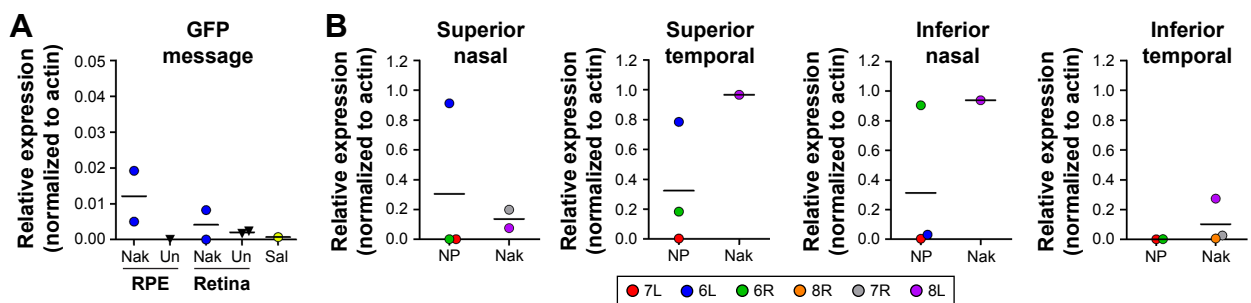 A
GFP
message
Relative expression
(normalized to actin)
0.05
0.04
0.03
0.02
0.01
0.00
Nak Un Nak Un Sal
RPE Retina
B
Superior
nasal
Relative expression
(normalized to actin)
1.2
1.0
0.8
0.6
0.4
0.2
0.0
NP Nak
Superior
temporal
Relative expression
(normalized to actin)
1.2
1.0
0.8
0.6
0.4
0.2
0.0
NP Nak
Inferior
nasal
Relative expression
(normalized to actin)
1.2
1.0
0.8
0.6
0.4
0.2
0.0
NP Nak
Inferior
temporal
Relative expression
(normalized to actin)
1.2
1.0
0.8
0.6
0.4
0.2
0.0
NP Nak
7L 6L 6R 8R 7R 8L